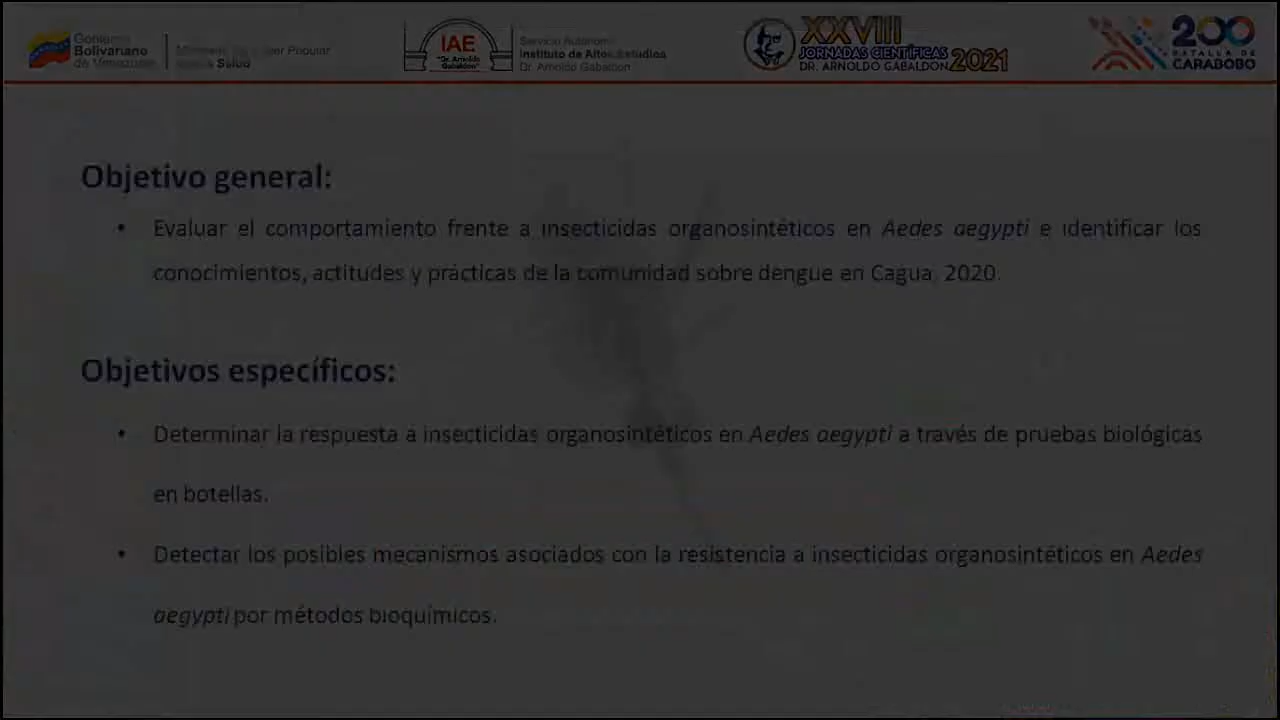 Gobierno
Bolivariano
de Venezuela
Ministerio del Poder Popular
Salud
IAE
"Dr. Arnoldo
Gabaldon"
Servicio Autónomo
Instituto de Altos Estudios
Dr. Arnoldo Gabaldon
XXVIII
JORNADAS CIENTÍFICAS
DR. ARNOLDO GABALDON
2021
200
BATALLA DE
CARABOBO
Objetivo general:
• Evaluar el comportamiento frente a insecticidas organosintéticos en Aedes aegypti e identificar los
conocimientos, actitudes y prácticas de la comunidad sobre dengue en Cagua, 2020.
Objetivos específicos:
• Determinar la respuesta a insecticidas organosintéticos en Aedes aegypti a través de pruebas biológicas
en botellas.
• Detectar los posibles mecanismos asociados con la resistencia a insecticidas organosintéticos en Aedes
aegypti por métodos bioquímicos.